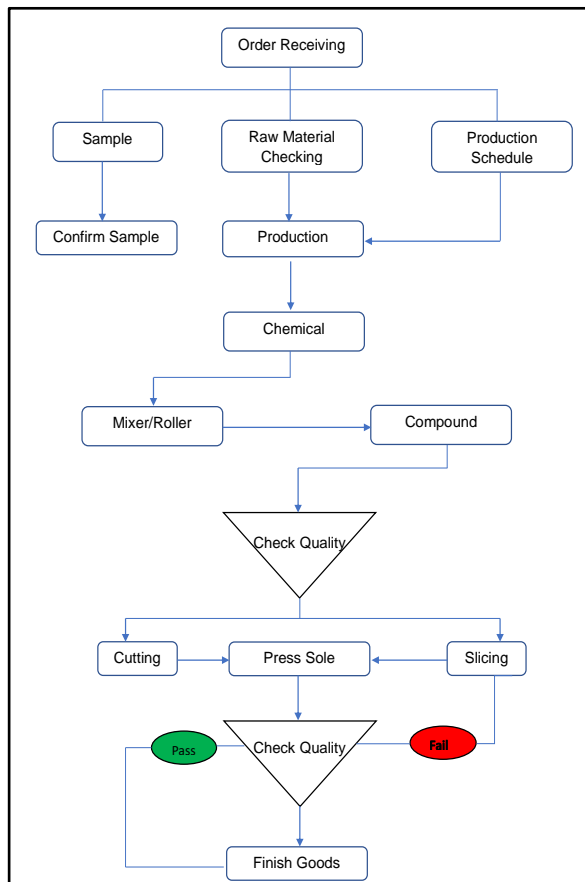 Order Receiving
Sample
Raw Material
Checking
Production
Schedule
Confirm Sample
Production
Chemical
Mixer/Roller
Compound
Check Quality
Cutting
Press Sole
Slicing
Pass
Check Quality
Fail
Finish Goods